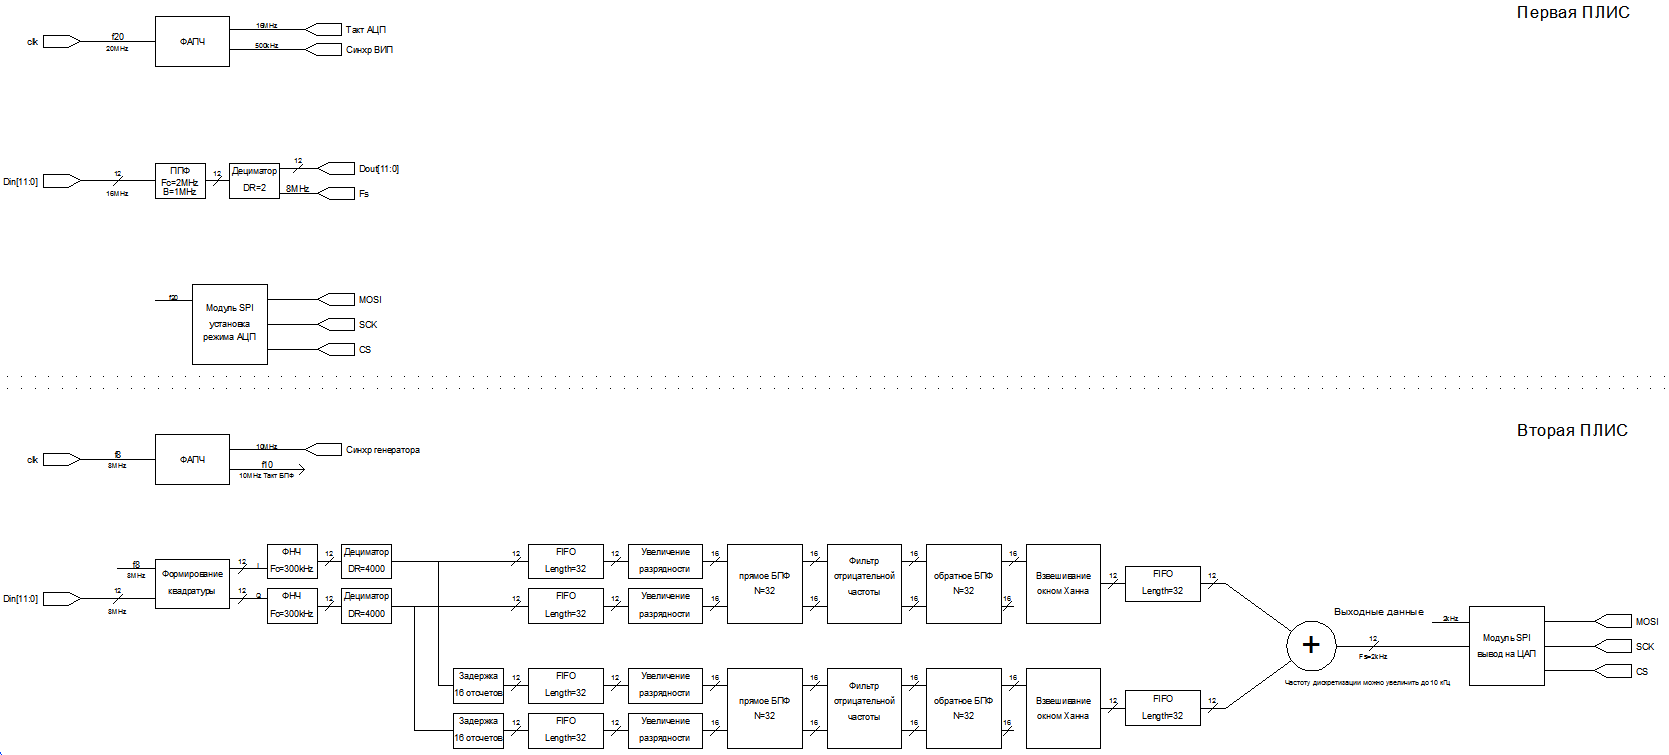 Первая ПЛИС
clk
f20
20MHz
ФАПЧ
16MHz
Такт АЦП
500kHz
Синхр ВИП
Din[11:0]
12
16MHz
ППФ
Fc=2MHz
B=1MHz
12
Дециматор
DR=2
12
Dout[11:0]
8MHz
Fs
f20
Модуль SPI
установка
режима АЦП
MOSI
SCK
CS
Вторая ПЛИС
clk
f8
8MHz
ФАПЧ
10MHz
Синхр генератора
f10
10MHz Такт БПФ
f8
8MHz
Din[11:0]
12
8MHz
Формирование
квадратуры
12
I
12
Q
ФНЧ
Fc=300kHz
12
Дециматор
DR=4000
12
FIFO
Length=32
12
Увеличение
разрядности
16
ФНЧ
Fc=300kHz
12
Дециматор
DR=4000
12
FIFO
Length=32
12
Увеличение
разрядности
16
прямое БПФ
N=32
16
16
Фильтр
отрицательной
частоты
16
16
обратное БПФ
N=32
16
16
Взвешивание
окном Ханна
12
FIFO
Length=32
12
Задержка
16 отсчетов
12
FIFO
Length=32
12
Увеличение
разрядности
16
Задержка
16 отсчетов
12
FIFO
Length=32
12
Увеличение
разрядности
16
прямое БПФ
N=32
16
16
Фильтр
отрицательной
частоты
16
16
обратное БПФ
N=32
16
16
Взвешивание
окном Ханна
12
FIFO
Length=32
12
+
Выходные данные
12
Fs=2kHz
Частоту дискретизации можно увеличить до 10 кГц
2kHz
Модуль SPI
вывод на ЦАП
MOSI
SCK
CS